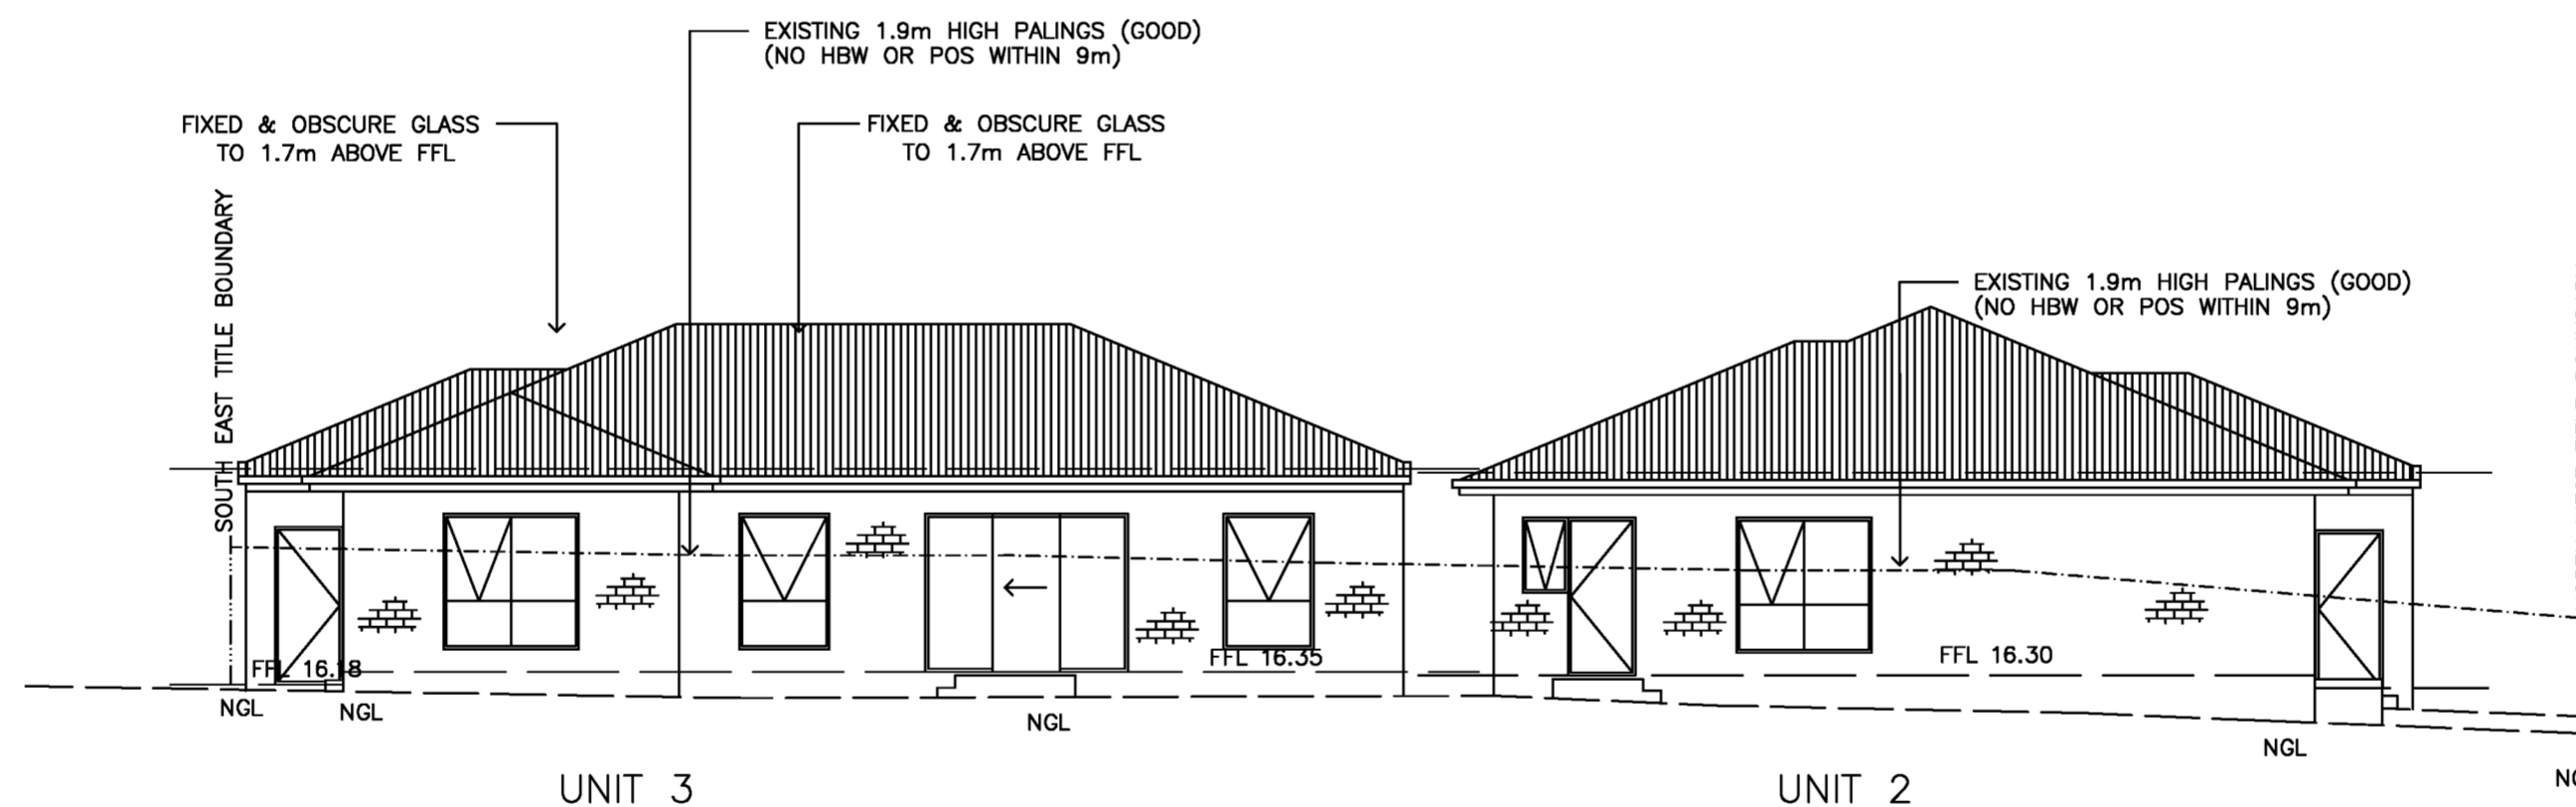 EXISTING 1.9m HIGH PALINGS (GOOD)
(NO HBW OR POS WITHIN 9m)
FIXED & OBSCURE GLASS
TO 1.7m ABOVE FFL
FIXED & OBSCURE GLASS
TO 1.7m ABOVE FFL
SOUTH EAST TITLE BOUNDARY
EXISTING 1.9m HIGH PALINGS (GOOD)
(NO HBW OR POS WITHIN 9m)
FFL 16.18
FFL 16.35
FFL 16.30
NGL
NGL
NGL
NGL
UNIT 3
UNIT 2